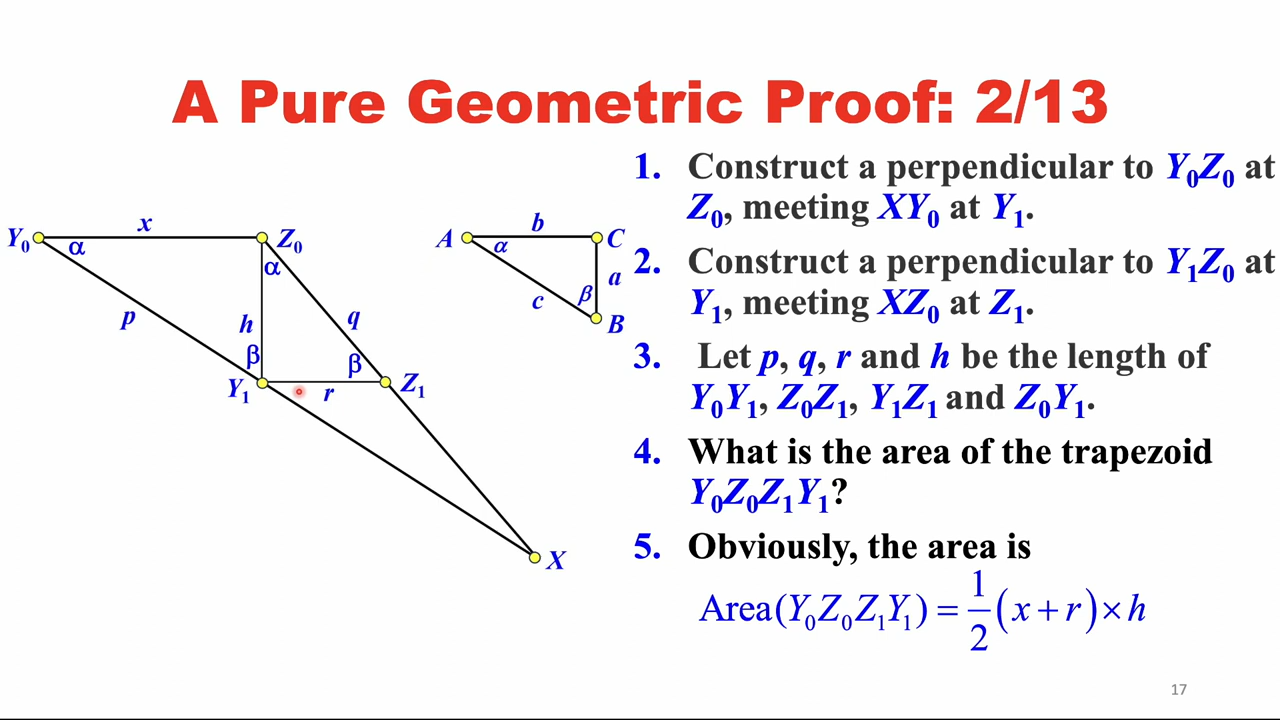 A Pure Geometric Proof: 2/13
1. Construct a perpendicular to Y₀Z₀ at
Z₀, meeting XY₀ at Y₁.
2. Construct a perpendicular to Y₁Z₀ at
Y₁, meeting XZ₀ at Z₁.
3. Let p, q, r and h be the length of
Y₀Y₁, Z₀Z₁, Y₁Z₁ and Z₀Y₁.
4. What is the area of the trapezoid
Y₀Z₀Z₁Y₁?
5. Obviously, the area is
Area(Y₀Z₀Z₁Y₁) = 1/2 (x + r) × h
Y₀
x
Z₀
α
α
p
h
q
β
β
Y₁
r
Z₁
X
A
b
C
α
a
c
β
B
17